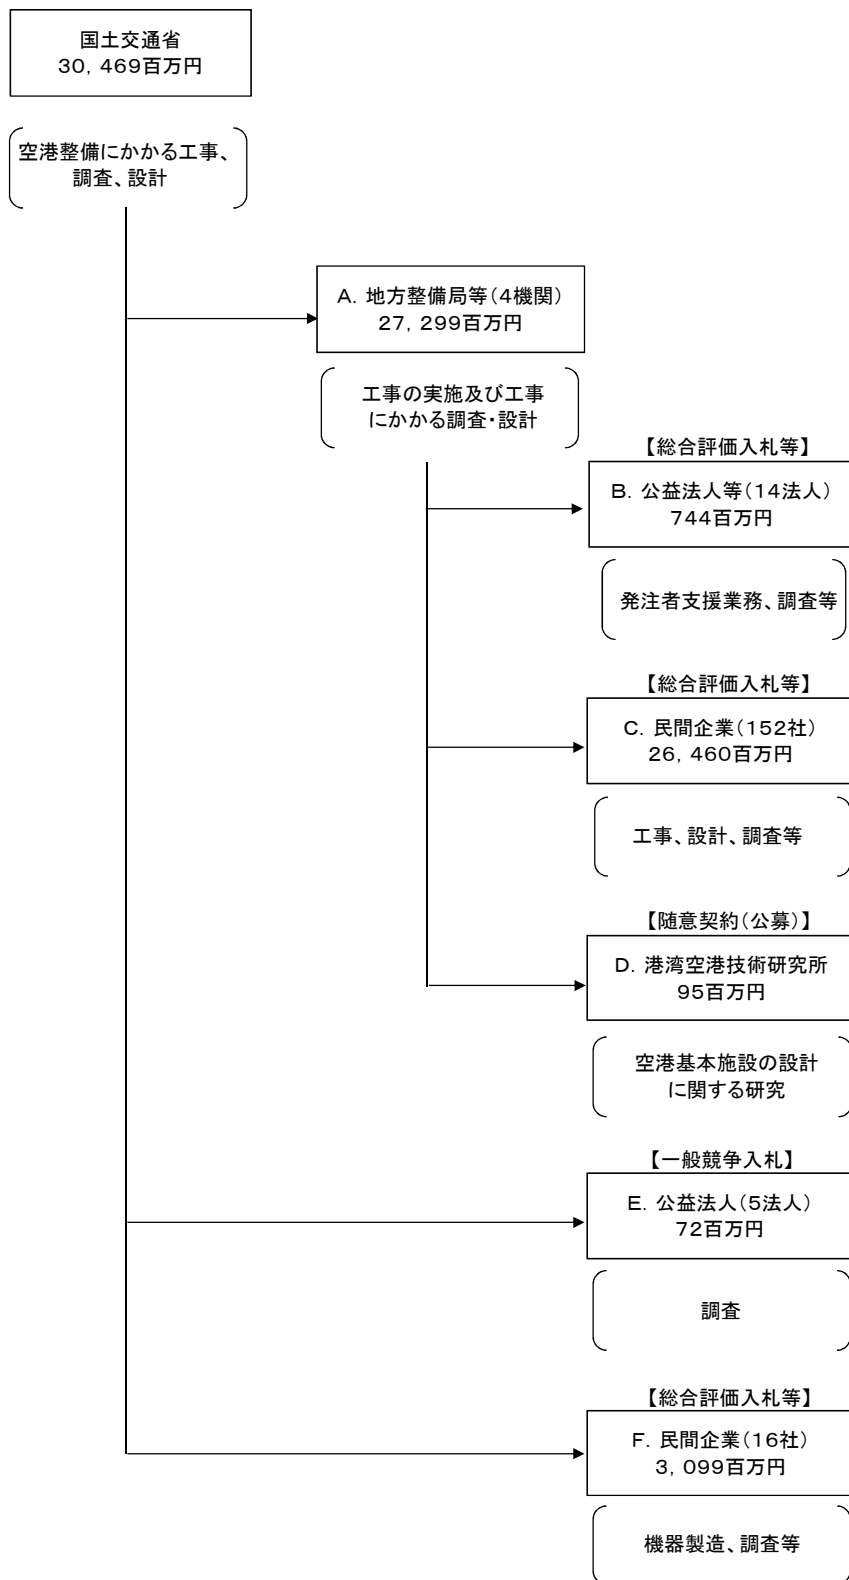 国土交通省
30, 469百万円
空港整備にかかる工事、
調査、設計
A. 地方整備局等(4機関)
27, 299百万円
工事の実施及び工事
にかかる調査・設計
【総合評価入札等】
B. 公益法人等(14法人)
744百万円
発注者支援業務、調査等
【総合評価入札等】
C. 民間企業(152社)
26, 460百万円
工事、設計、調査等
【随意契約(公募)】
D. 港湾空港技術研究所
95百万円
空港基本施設の設計
に関する研究
【一般競争入札】
E. 公益法人(5法人)
72百万円
調査
【総合評価入札等】
F. 民間企業(16社)
3, 099百万円
機器製造、調査等